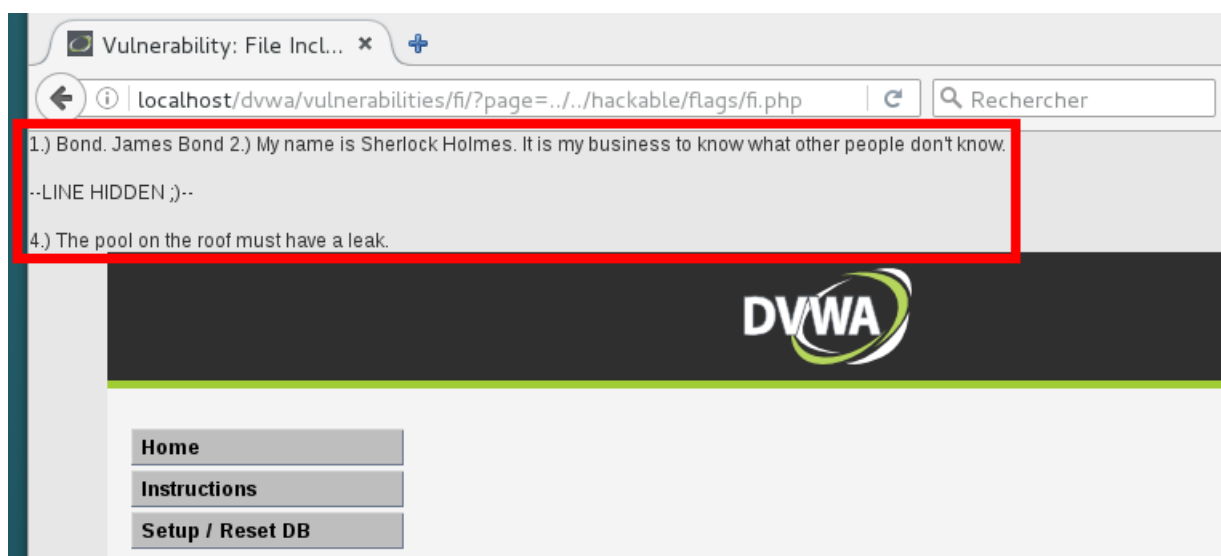 Vulnerability: File Incl...
localhost/dvwa/vulnerabilities/fi/?page=../../hackable/flags/fi.php
Rechercher
1.) Bond. James Bond 2.) My name is Sherlock Holmes. It is my business to know what other people don't know.
--LINE HIDDEN ;)--
4.) The pool on the roof must have a leak.
DVWA
Home
Instructions
Setup / Reset DB